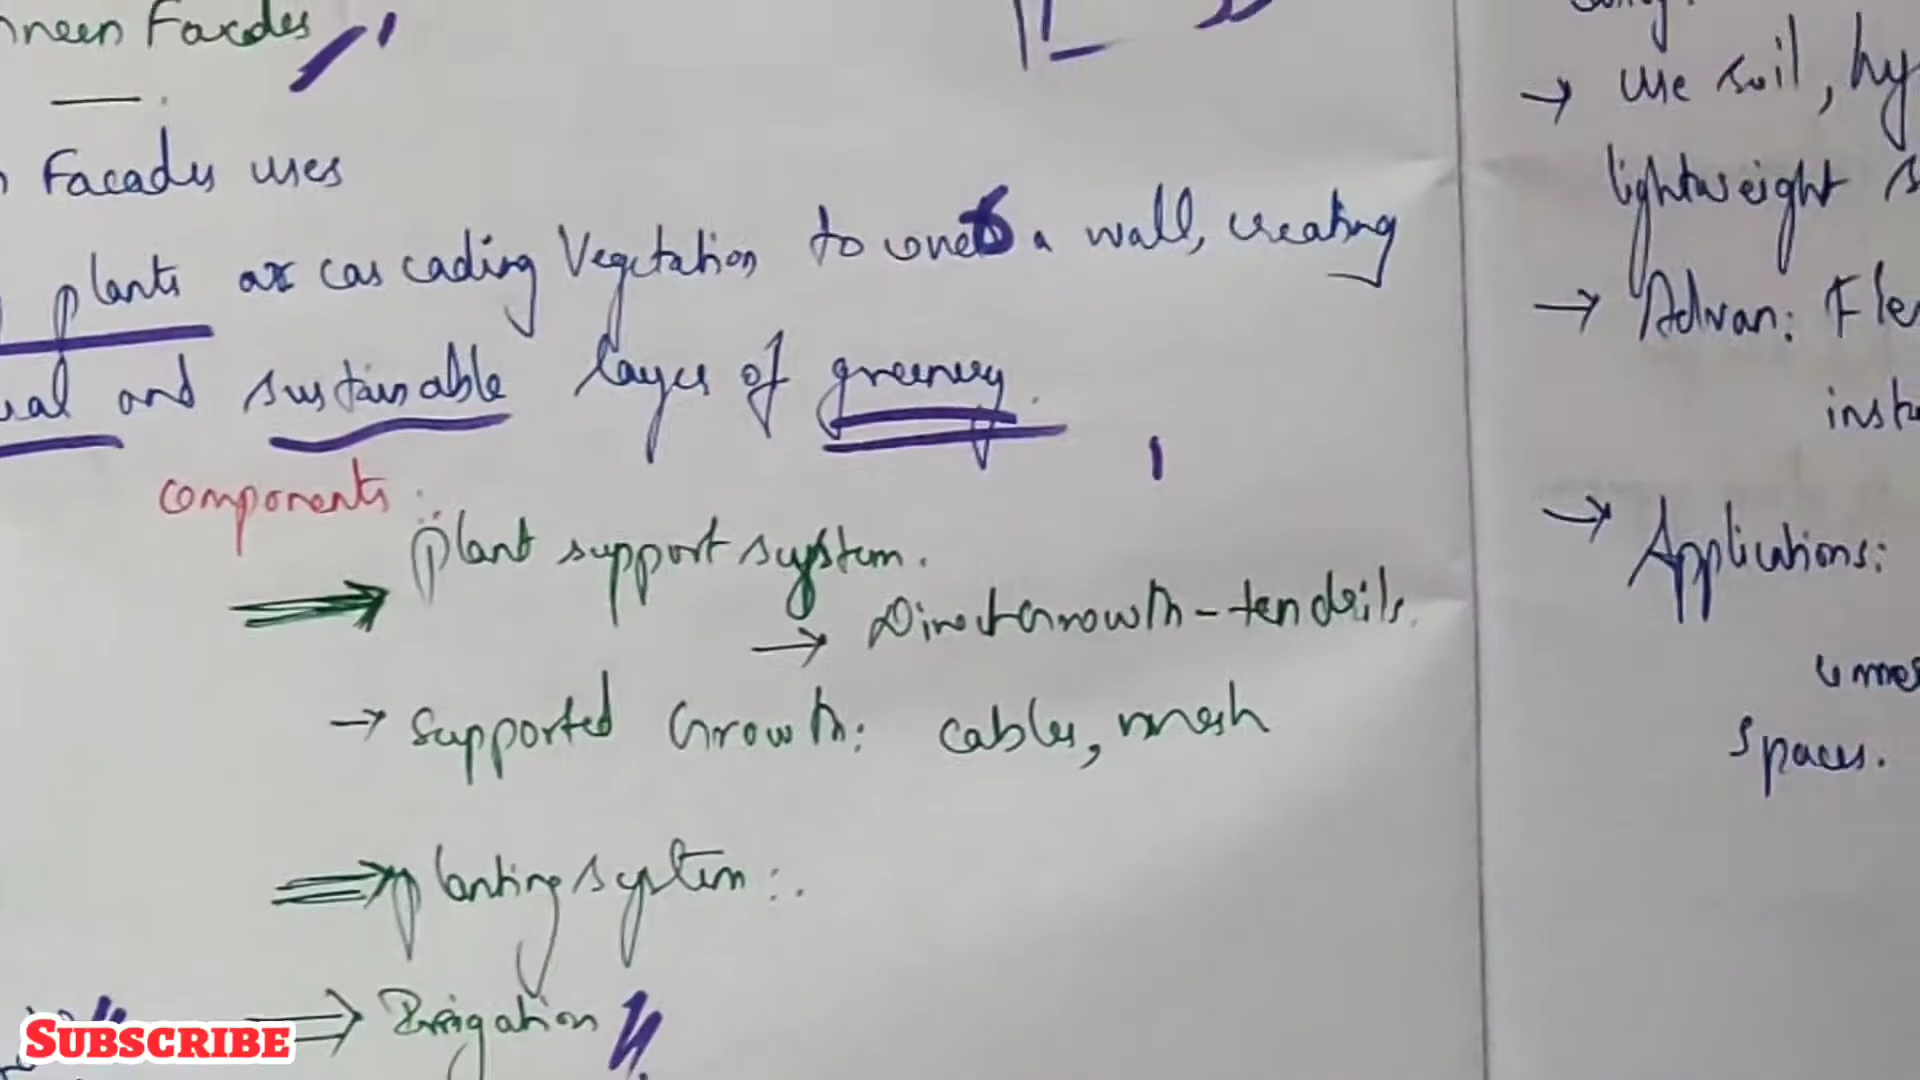 Green Facades
Facades uses
plants or cascading Vegetation to cover a wall, creating
and sustainable layer of greenery.
components:
Plant support system.
→ Direct Growth - tendrils.
→ Supported Growth: cables, mesh
⇒ planting system:.
⇒ Irrigation
→ use soil,
lightweight
→ Advan:
→ Applications:
spaces.
SUBSCRIBE